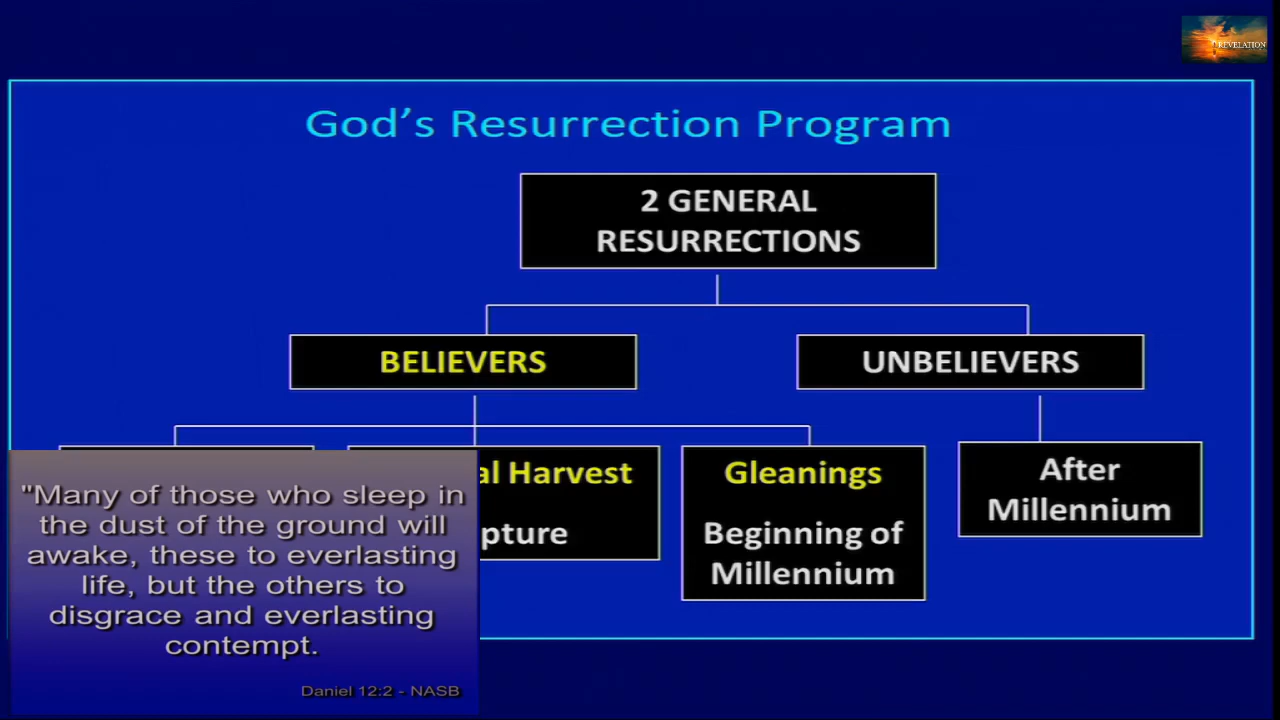 REVELATION
God's Resurrection Program
2 GENERAL
RESURRECTIONS
BELIEVERS
UNBELIEVERS
al Harvest
pture
Gleanings
Beginning of
Millennium
After
Millennium
"Many of those who sleep in
the dust of the ground will
awake, these to everlasting
life, but the others to
disgrace and everlasting
contempt.
Daniel 12:2 - NASB